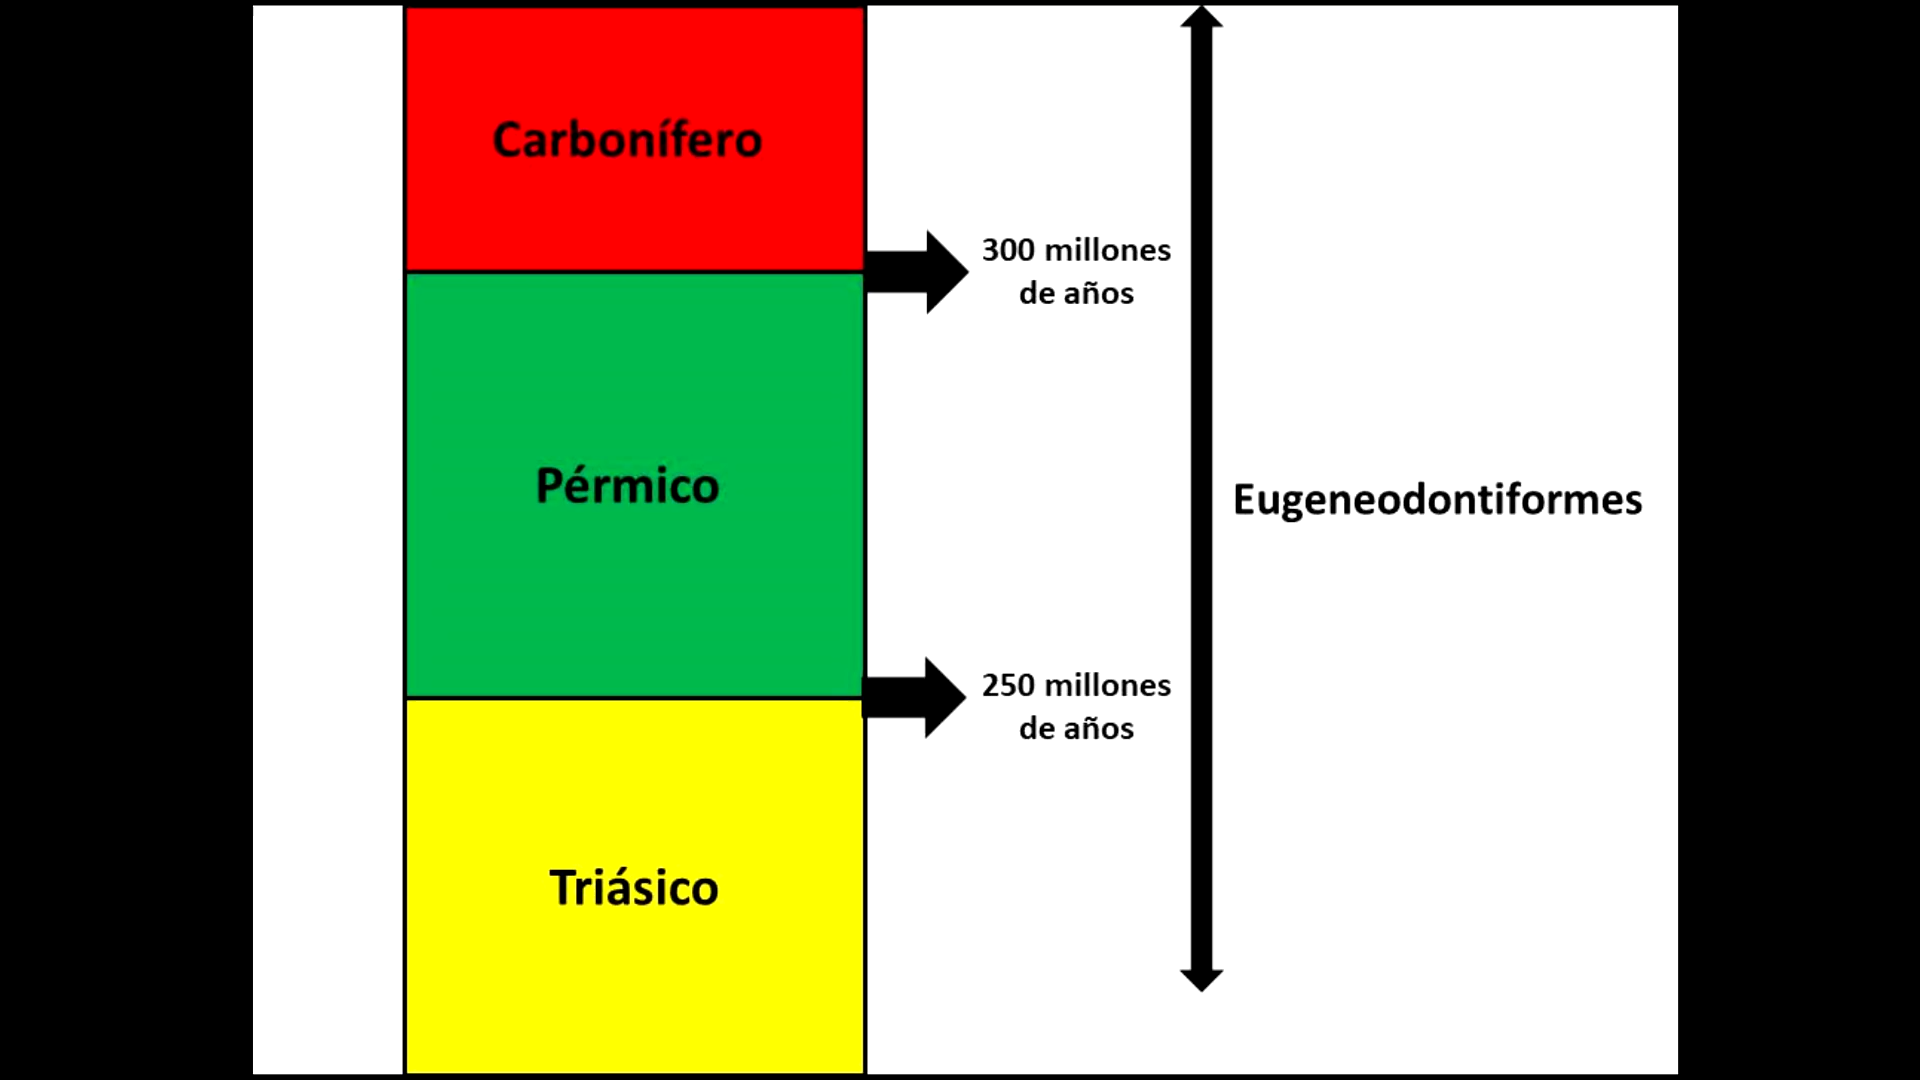 Carbonífero
300 millones
de años
Pérmico
Eugeneodontiformes
250 millones
de años
Triásico